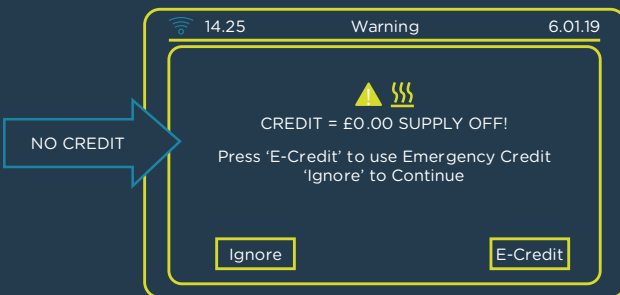 14.25 Warning 6.01.19
NO CREDIT
CREDIT = £0.00 SUPPLY OFF!
Press ‘E-Credit’ to use Emergency Credit
‘Ignore’ to Continue
Ignore E-Credit